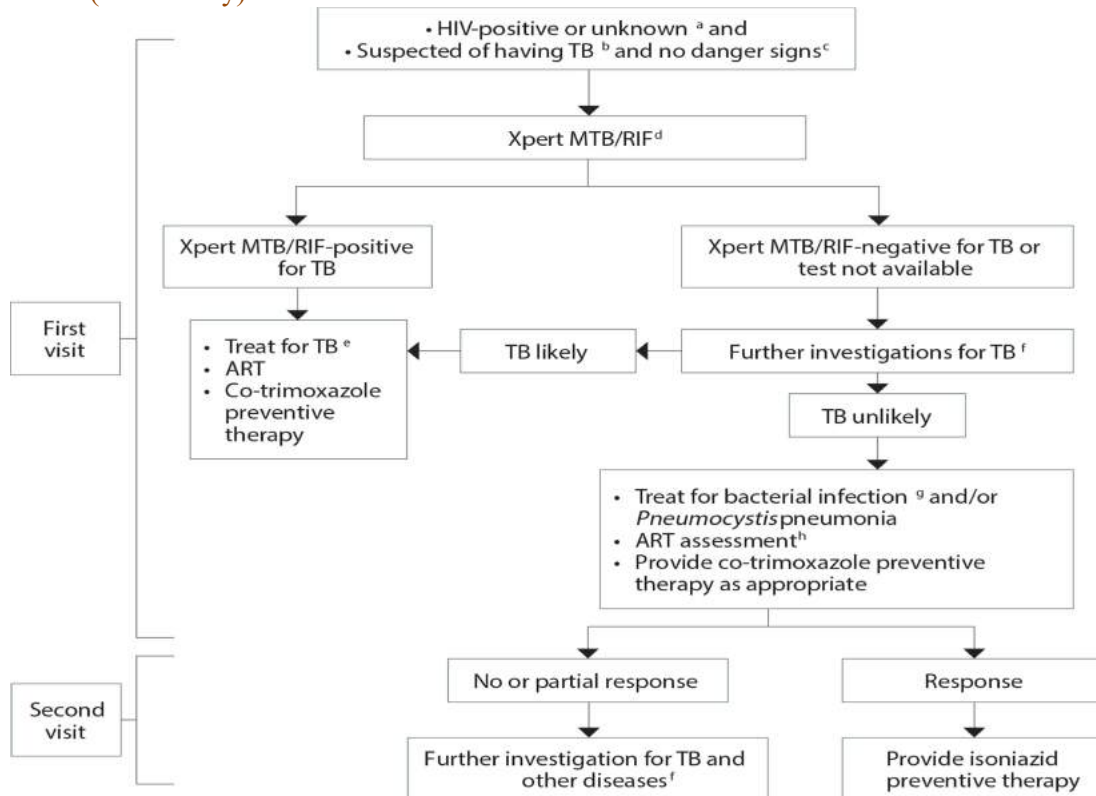 • HIV-positive or unknown a and
• Suspected of having TB b and no danger signs c
Xpert MTB/RIF d
Xpert MTB/RIF-positive
for TB
Xpert MTB/RIF-negative for TB or
test not available
First
visit
• Treat for TB e
• ART
• Co-trimoxazole
preventive
therapy
TB likely
Further investigations for TB f
TB unlikely
• Treat for bacterial infection g and/or
Pneumocystis pneumonia
• ART assessment h
• Provide co-trimoxazole preventive
therapy as appropriate
Second
visit
No or partial response
Response
Further investigation for TB and
other diseases f
Provide isoniazid
preventive therapy